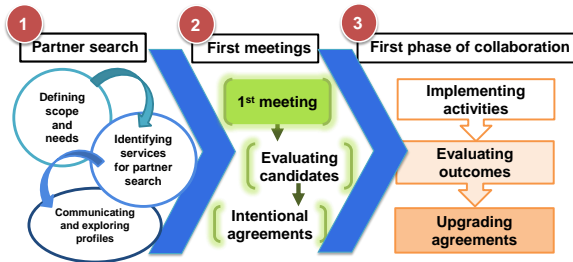 1
Partner search
Defining
scope
and
needs
Identifying
services
for partner
search
Communicating
and exploring
profiles
2
First meetings
1st meeting
Evaluating
candidates
Intentional
agreements
3
First phase of collaboration
Implementing
activities
Evaluating
outcomes
Upgrading
agreements